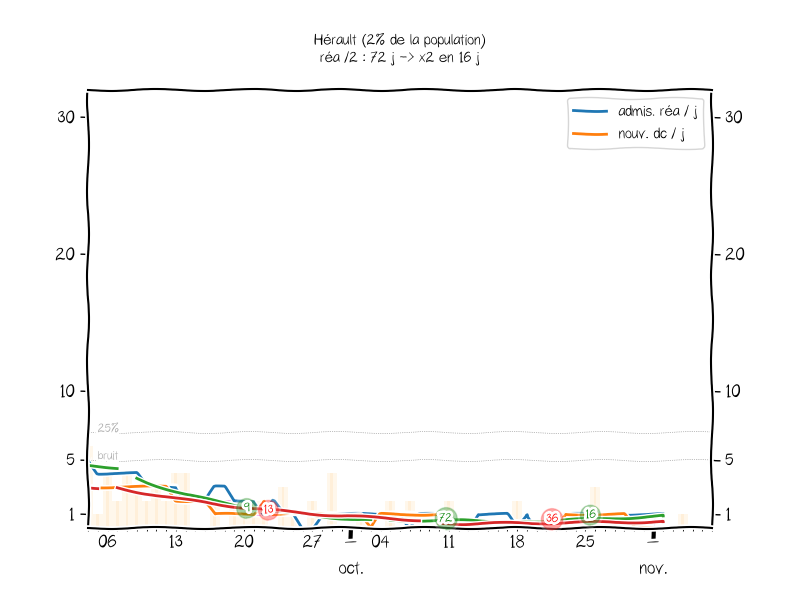 Hérault (2% de la population)
réa /2 : 72 j -> x2 en 16 j
admis. réa / j
nouv. dc / j
30 30
20 20
10 10
25%
bruit
5 5
1 1
9 13 72 36 16
06 13 20 27 04 11 18 25
oct. nov.